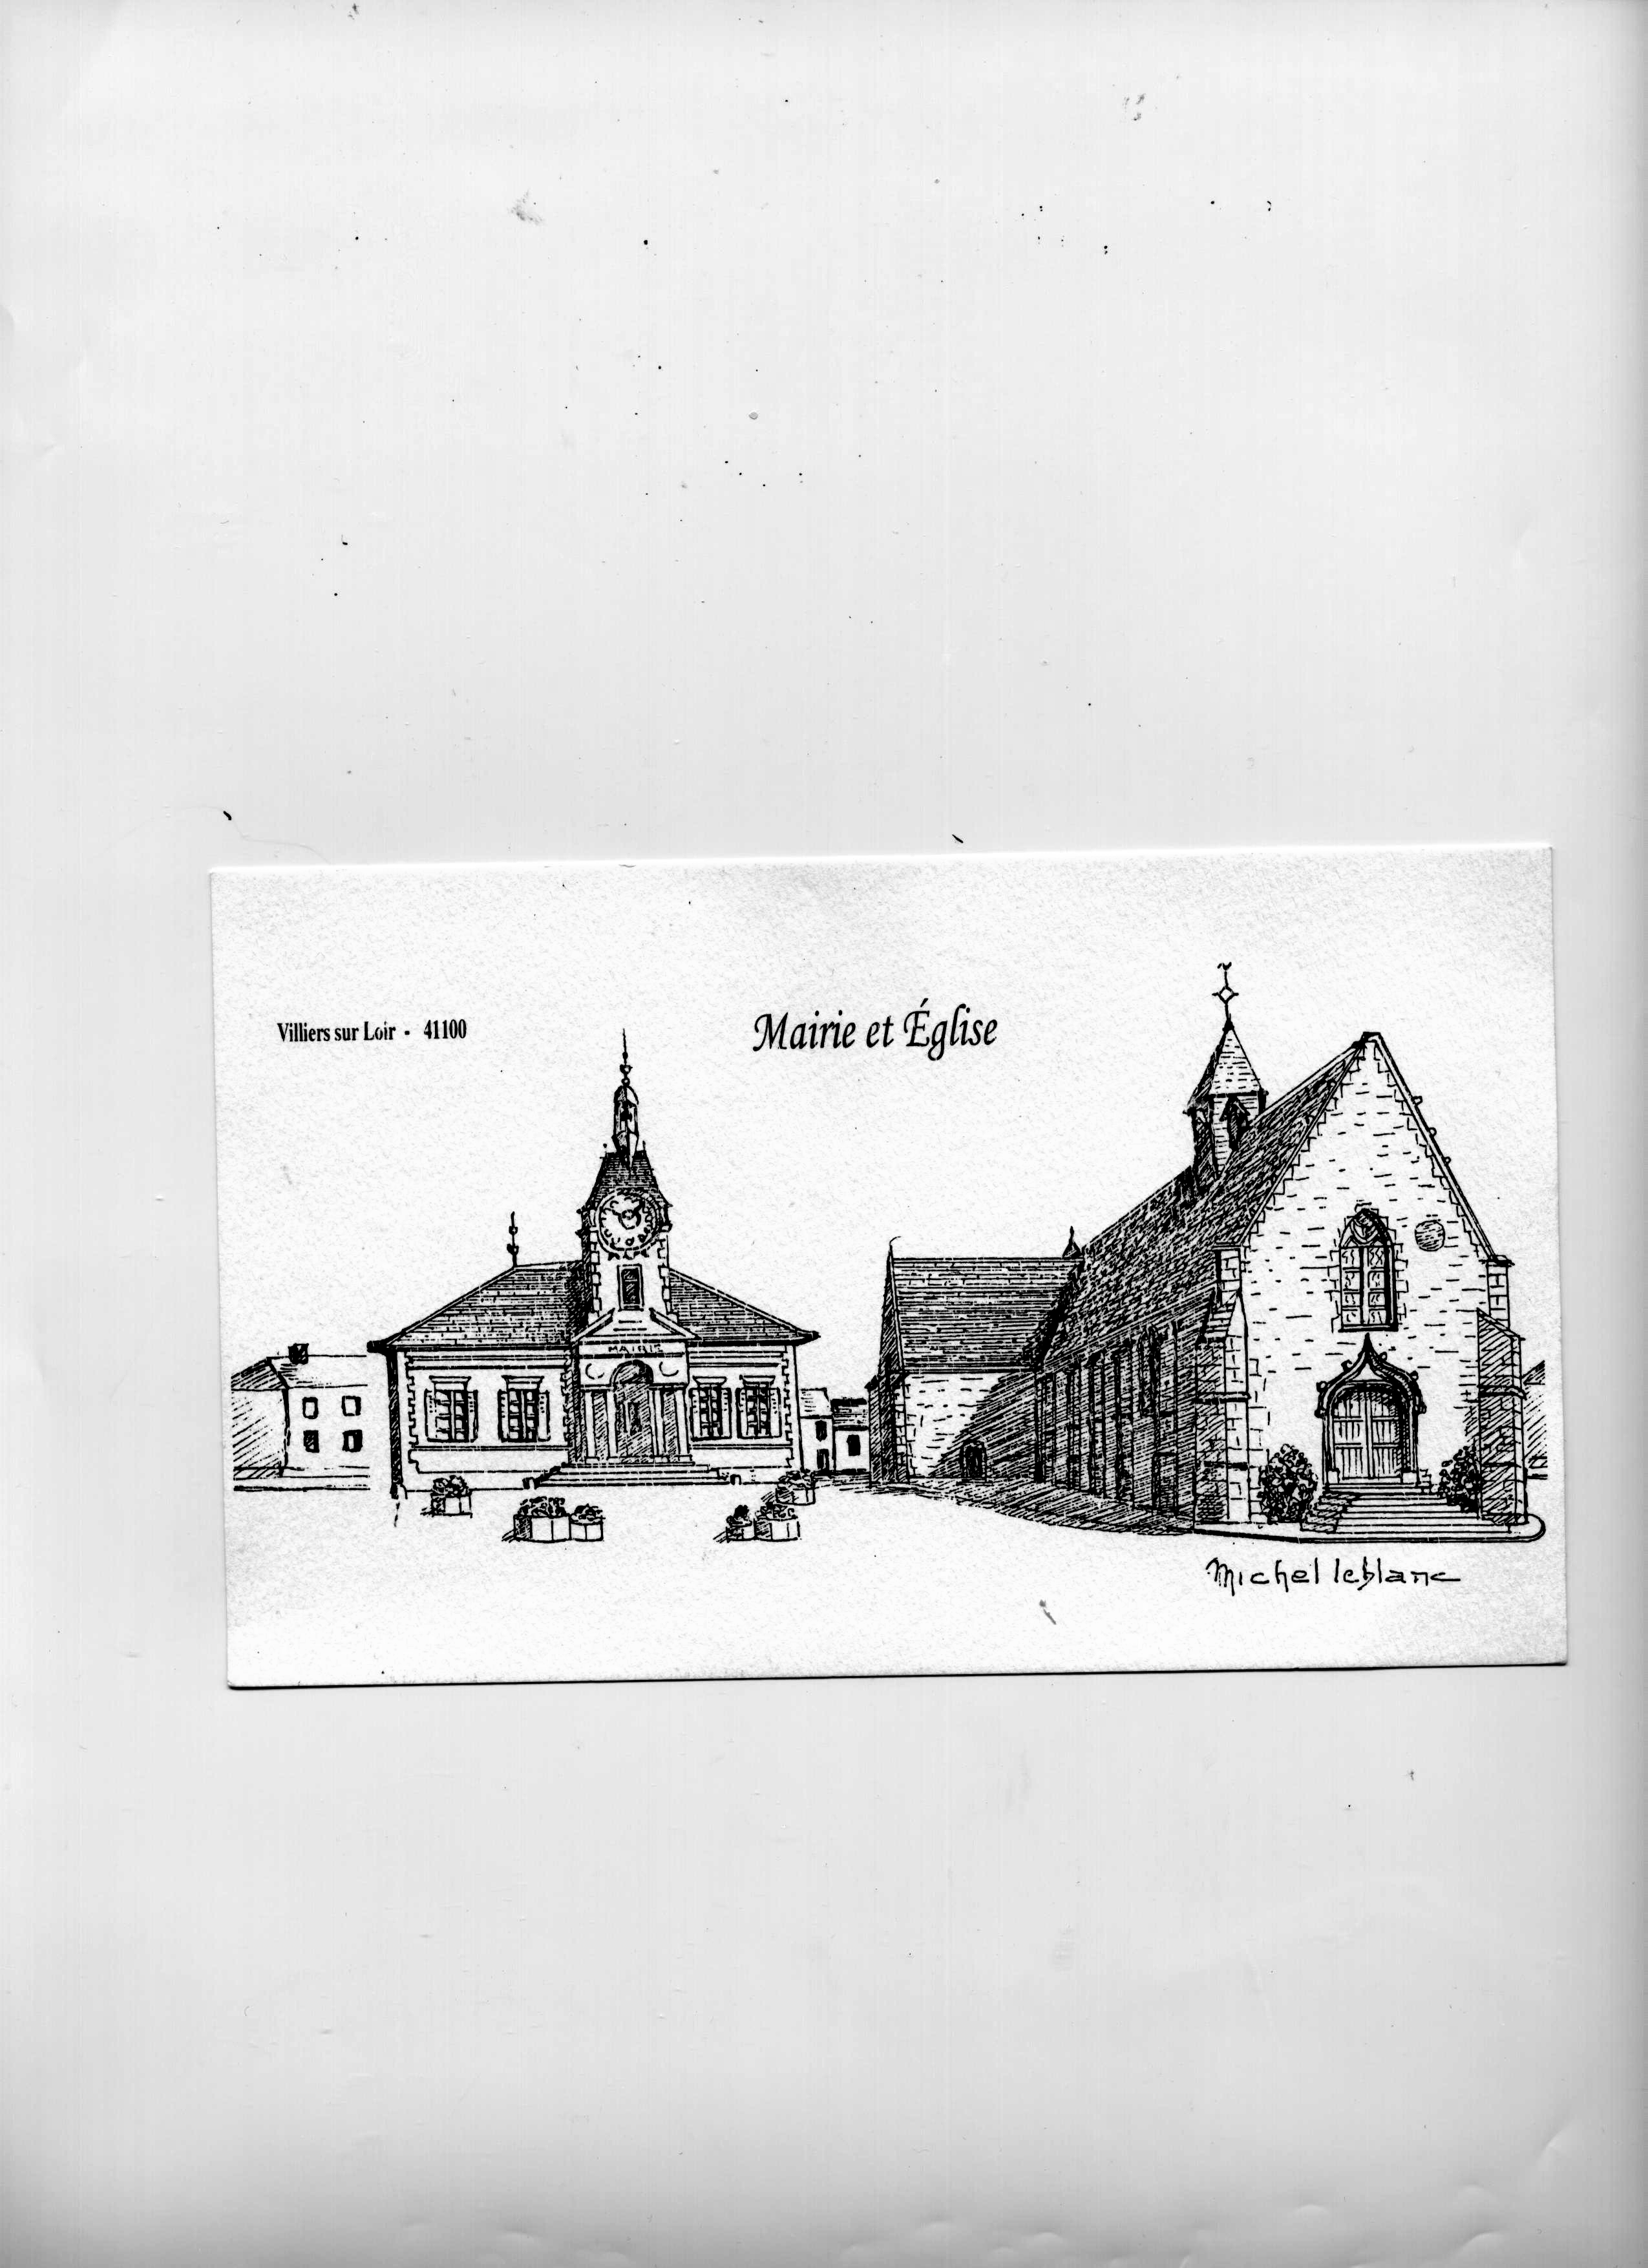 Villiers sur Loir - 41100
Mairie et Église
MAIRIE
Michel leblanc